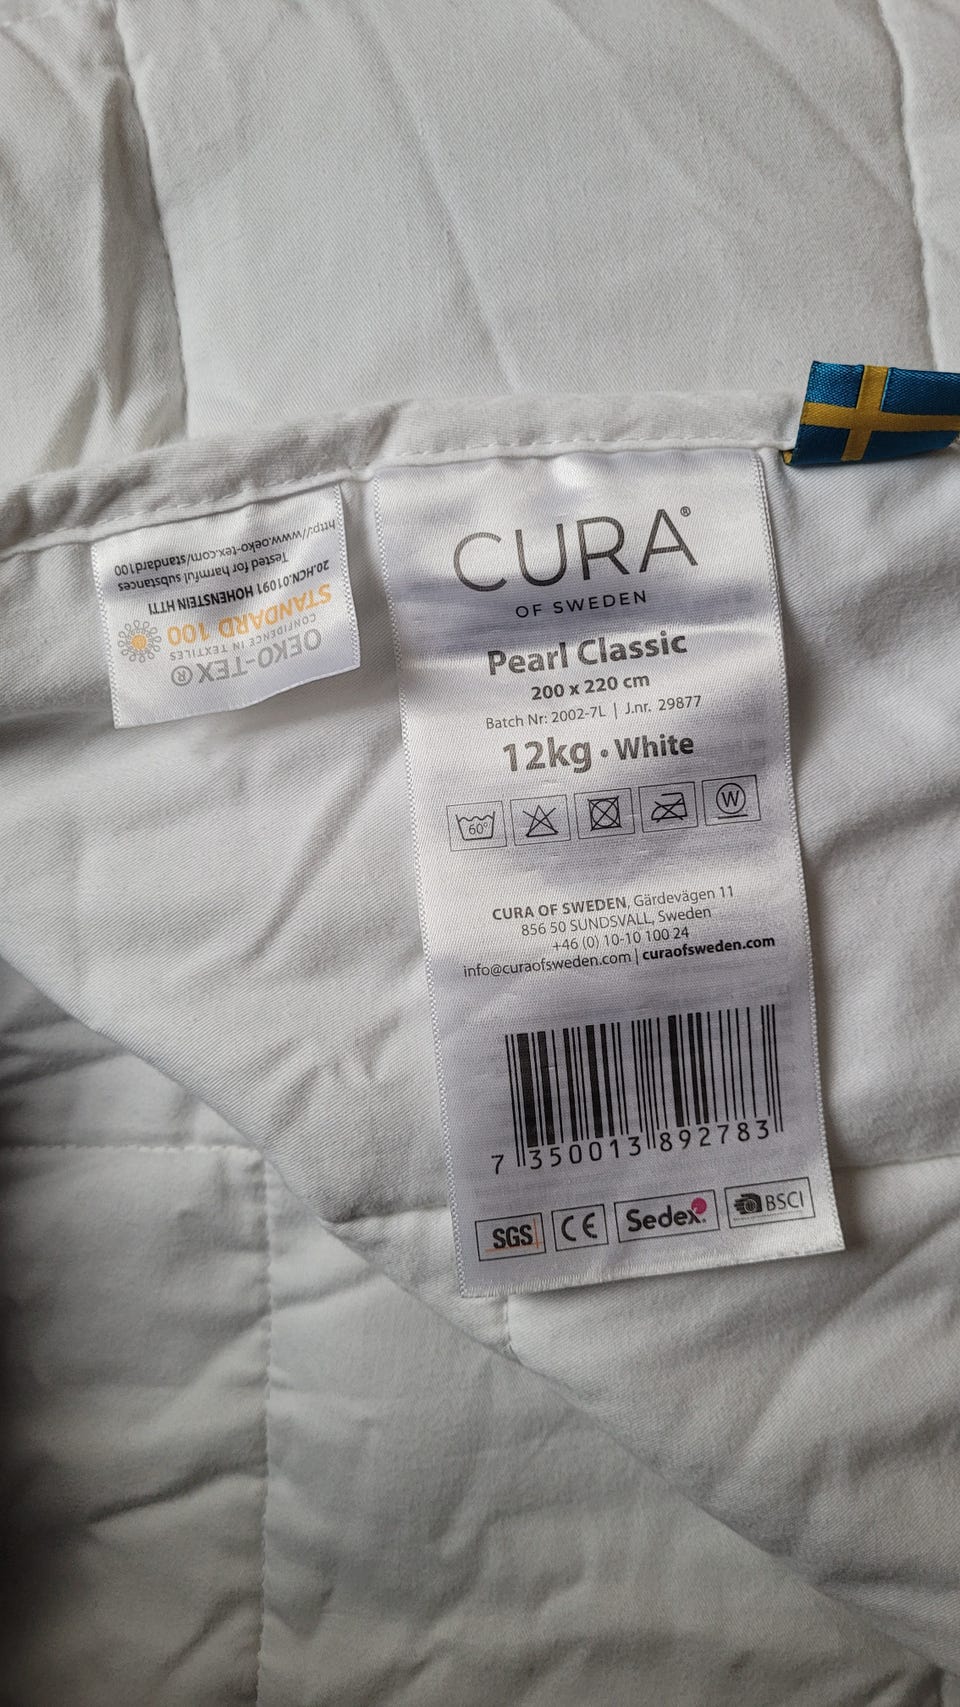 CURA®
OF SWEDEN
Pearl Classic
200 x 220 cm
Batch Nr: 2002-7L | J.nr. 29877
12kg • White
60°
W
CURA OF SWEDEN, Gärdevägen 11
856 50 SUNDSVALL, Sweden
+46 (0) 10-10 100 24
info@curaofsweden.com | curaofsweden.com
7 350013 892783
SGS CE Sedex BSCI
OEKO-TEX®
CONFIDENCE IN TEXTILES
STANDARD 100
20.HCN.01091 HOHENSTEIN HTTI
Tested for harmful substances
http://www.oeko-tex.com/standard100